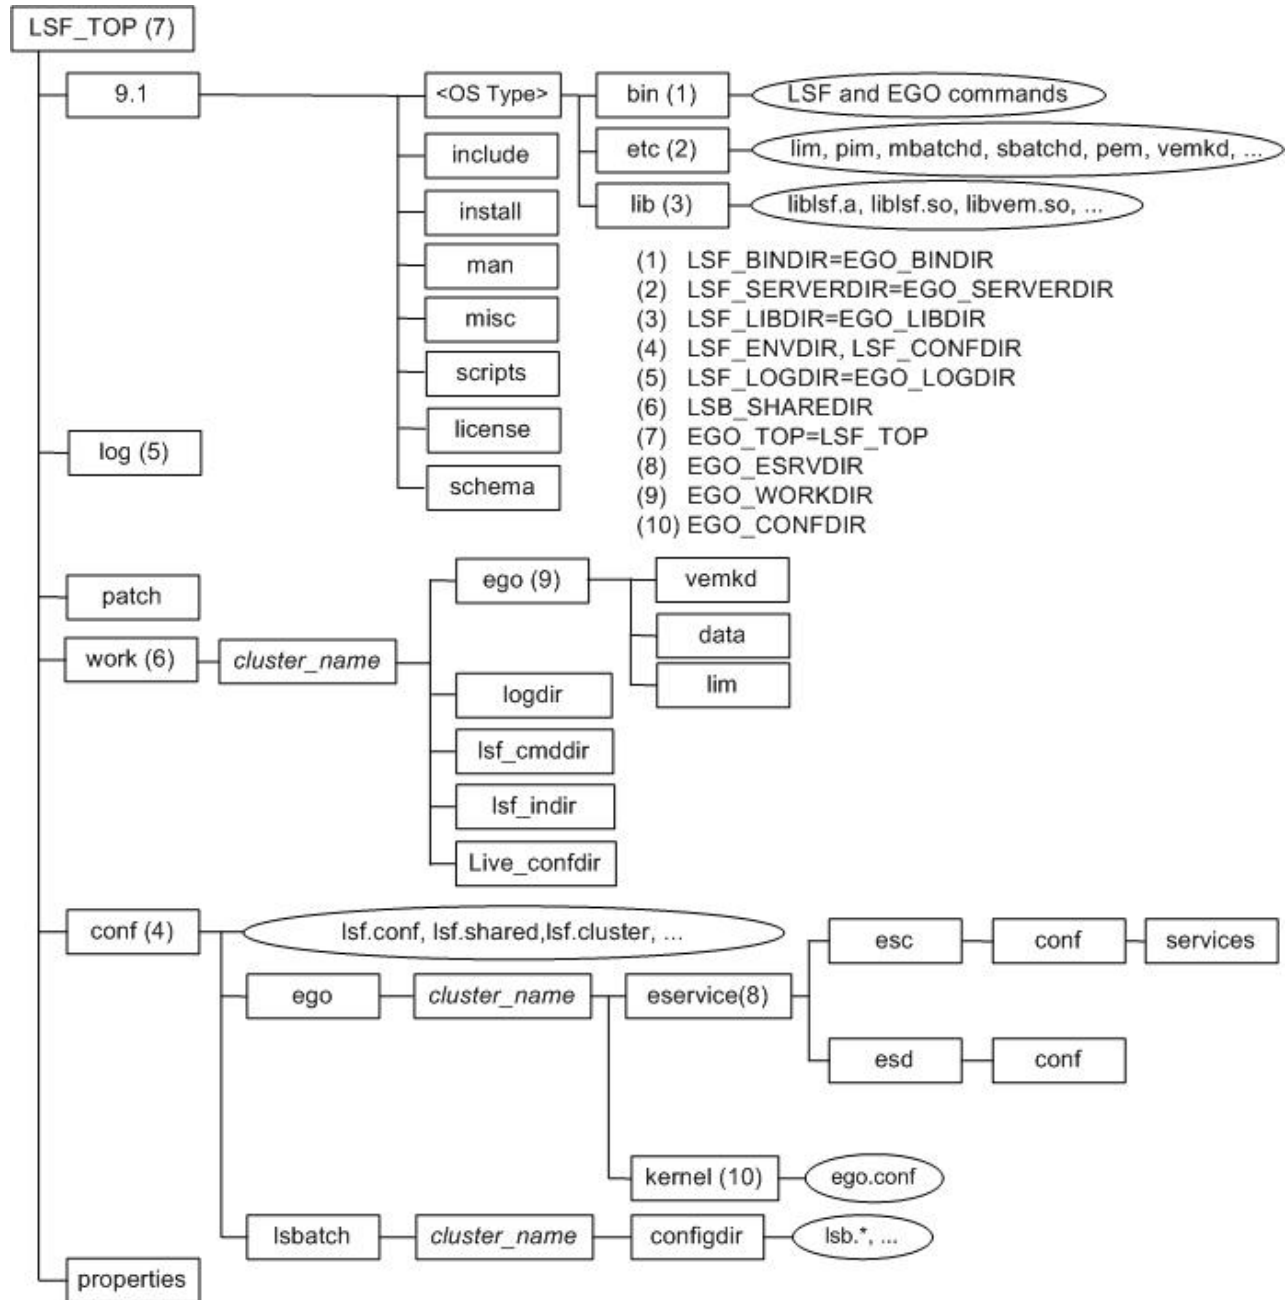 LSF_TOP (7)
9.1
<OS Type>
bin (1)
LSF and EGO commands
include
etc (2)
lim, pim, mbatchd, sbatchd, pem, vemkd, ...
install
lib (3)
liblsf.a, liblsf.so, libvem.so, ...
man
misc
scripts
license
schema
(1) LSF_BINDIR=EGO_BINDIR
(2) LSF_SERVERDIR=EGO_SERVERDIR
(3) LSF_LIBDIR=EGO_LIBDIR
(4) LSF_ENVDIR, LSF_CONFDIR
(5) LSF_LOGDIR=EGO_LOGDIR
(6) LSB_SHAREDIR
(7) EGO_TOP=LSF_TOP
(8) EGO_ESRVDIR
(9) EGO_WORKDIR
(10) EGO_CONFDIR
log (5)
patch
work (6)
cluster_name
ego (9)
vemkd
data
lim
logdir
lsf_cmddir
lsf_indir
Live_confdir
conf (4)
lsf.conf, lsf.shared,lsf.cluster, ...
ego
cluster_name
eservice(8)
esc
conf
services
esd
conf
kernel (10)
ego.conf
lsbatch
cluster_name
configdir
lsb.*, ...
properties